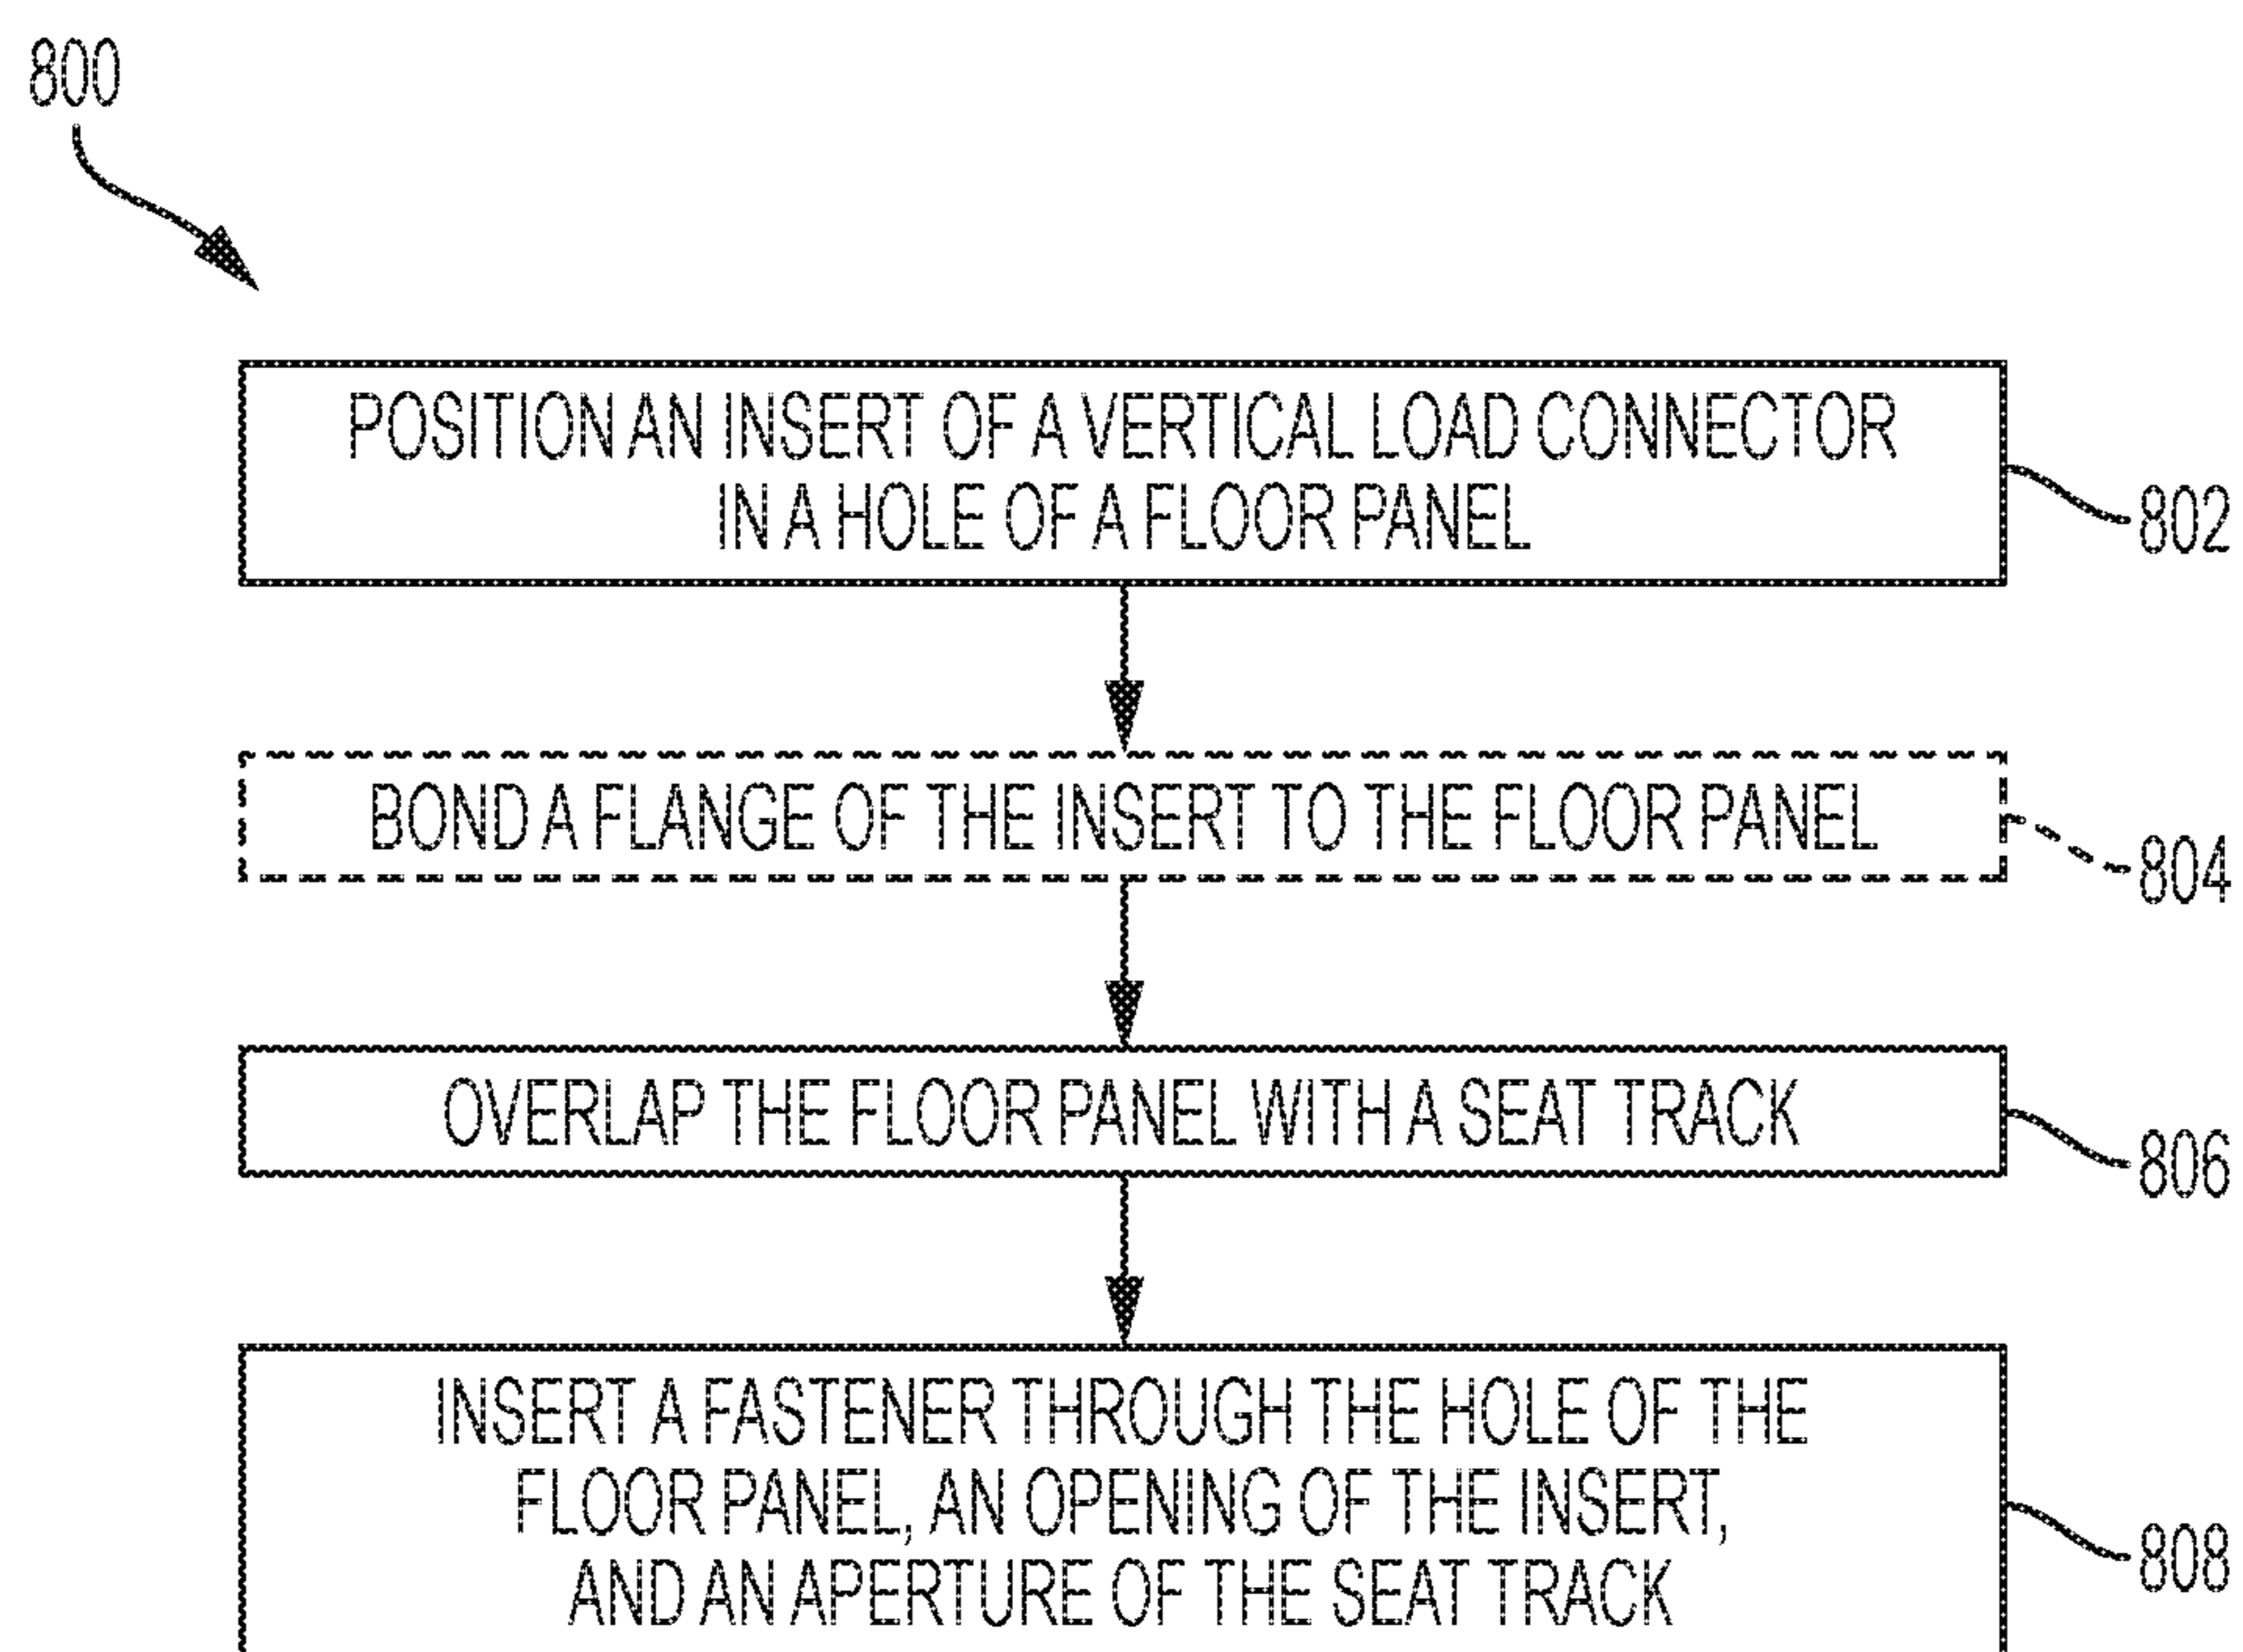 800
POSITION AN INSERT OF A VERTICAL LOAD CONNECTOR
IN A HOLE OF A FLOOR PANEL
802
BOND A FLANGE OF THE INSERT TO THE FLOOR PANEL
804
OVERLAP THE FLOOR PANEL WITH A SEAT TRACK
806
INSERT A FASTENER THROUGH THE HOLE OF THE
FLOOR PANEL, AN OPENING OF THE INSERT,
AND AN APERTURE OF THE SEAT TRACK
808